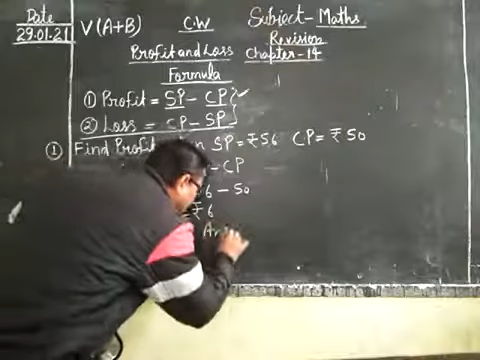 Date V(A+B) C.W Subject- Maths
29.01.21 Revision
Profit and Loss Chapter-14
Formula
① Profit = SP - CP
② Loss = CP - SP
① Find Profit SP = ₹56 CP = ₹50
- CP
6 - 50
= ₹6